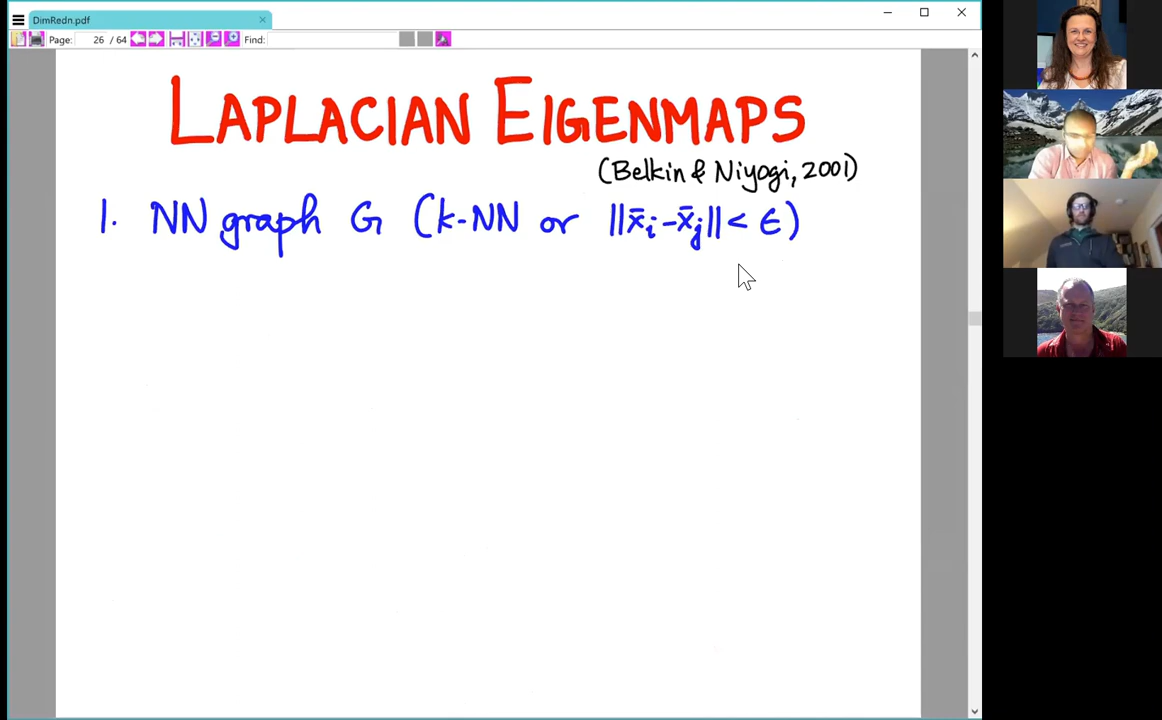 DimRedn.pdf
Page: 26 / 64 Find:
LAPLACIAN EIGENMAPS
(Belkin & Niyogi, 2001)
1. NN graph G (k-NN or ||x̄ᵢ-x̄ⱼ|| < ϵ)